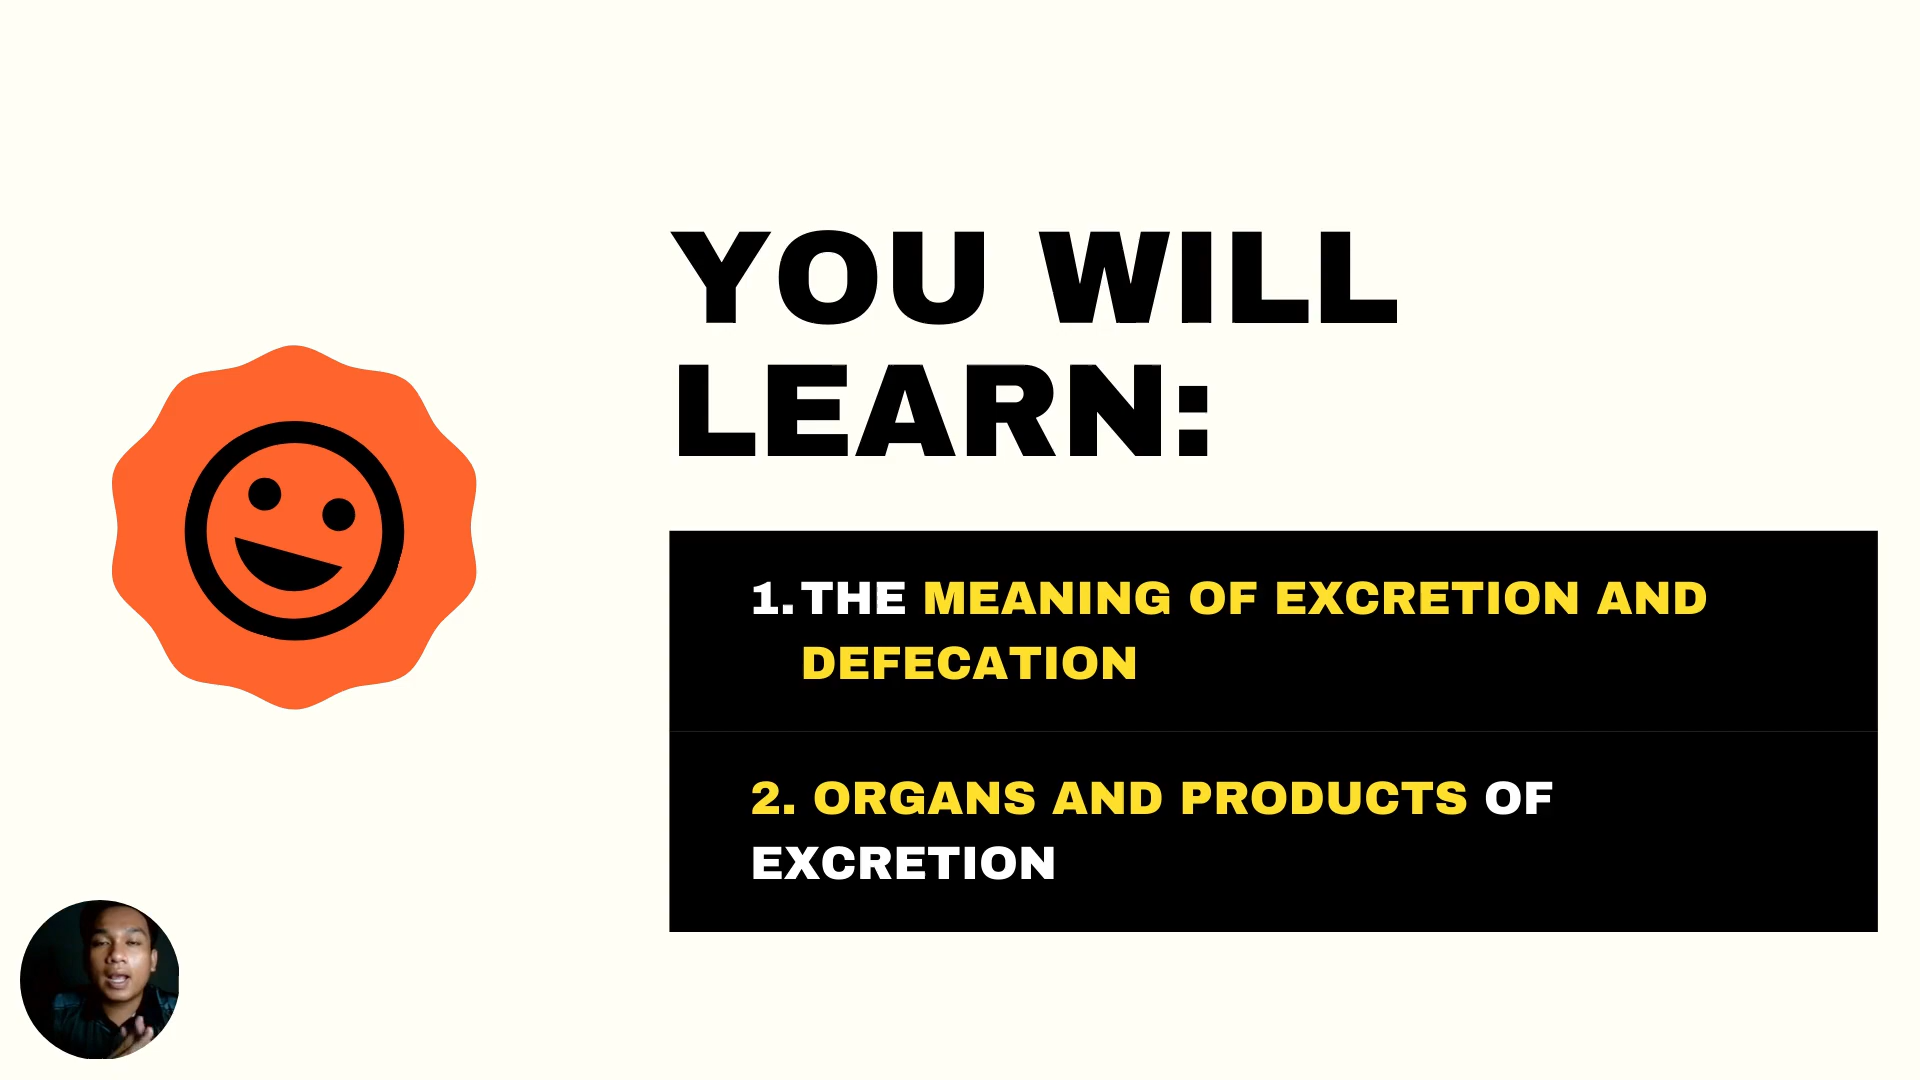 YOU WILL
LEARN:
1. THE MEANING OF EXCRETION AND
DEFECATION
2. ORGANS AND PRODUCTS OF
EXCRETION